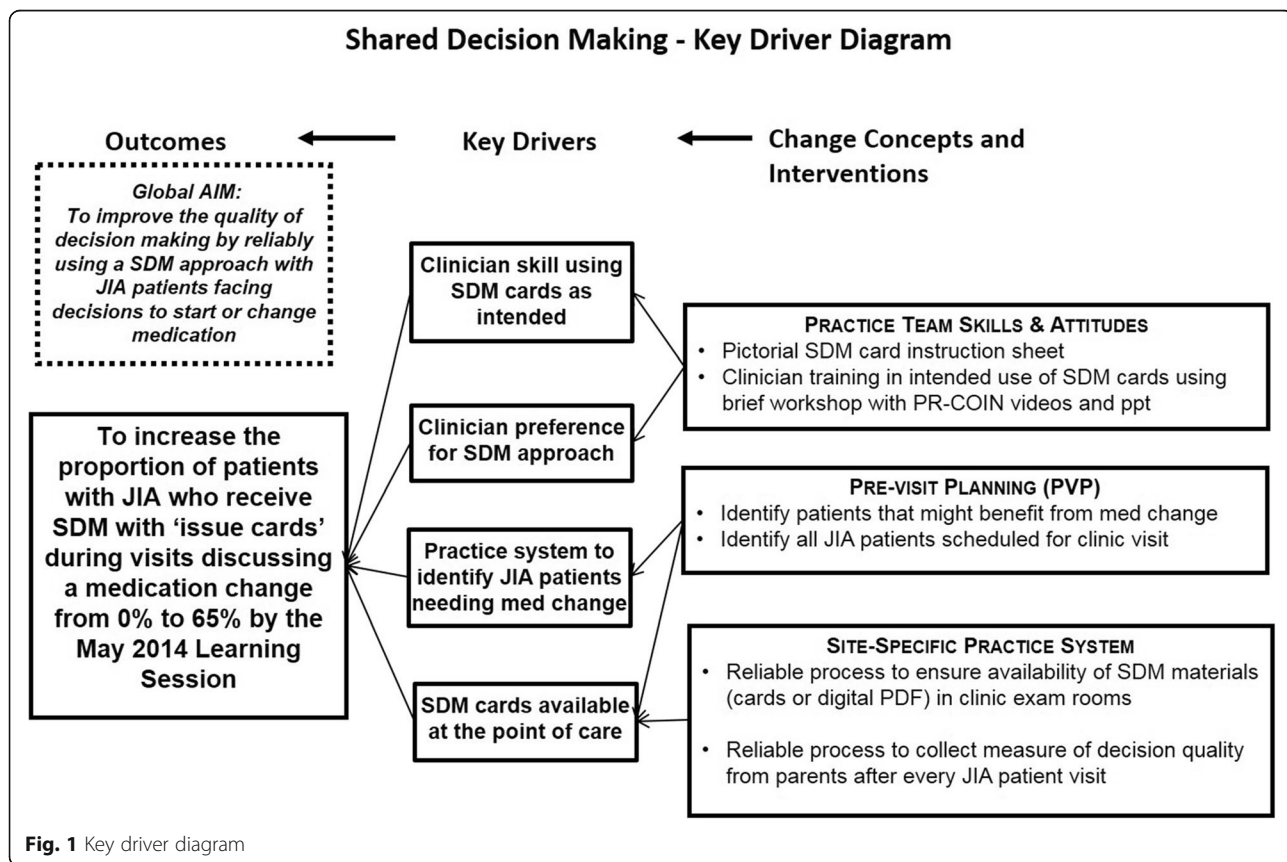 Shared Decision Making - Key Driver Diagram
Outcomes
Key Drivers
Change Concepts and
Interventions
Global AIM:
To improve the quality of
decision making by reliably
using a SDM approach with
JIA patients facing
decisions to start or change
medication
To increase the
proportion of patients
with JIA who receive
SDM with ‘issue cards’
during visits discussing
a medication change
from 0% to 65% by the
May 2014 Learning
Session
Clinician skill using
SDM cards as
intended
Clinician preference
for SDM approach
Practice system to
identify JIA patients
needing med change
SDM cards available
at the point of care
PRACTICE TEAM SKILLS & ATTITUDES
• Pictorial SDM card instruction sheet
• Clinician training in intended use of SDM cards using
brief workshop with PR-COIN videos and ppt
PRE-VISIT PLANNING (PVP)
• Identify patients that might benefit from med change
• Identify all JIA patients scheduled for clinic visit
SITE-SPECIFIC PRACTICE SYSTEM
• Reliable process to ensure availability of SDM materials
(cards or digital PDF) in clinic exam rooms
• Reliable process to collect measure of decision quality
from parents after every JIA patient visit
Fig. 1 Key driver diagram